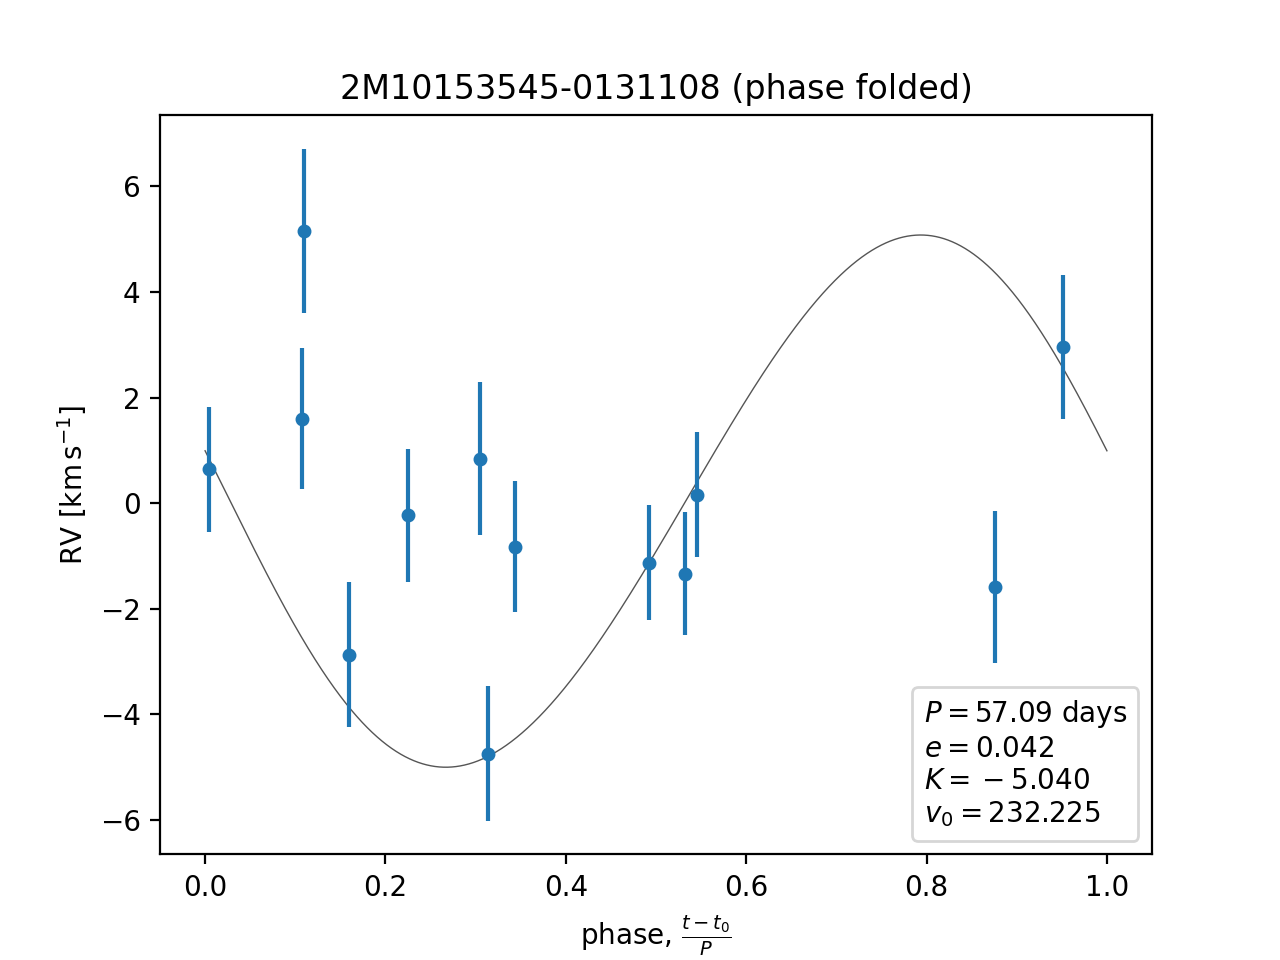 2M10153545-0131108 (phase folded)
RV [km s⁻¹]
6
4
2
0
−2
−4
−6
P = 57.09 days
e = 0.042
K = −5.040
v₀ = 232.225
0.0 0.2 0.4 0.6 0.8 1.0
phase, (t − t₀)/P